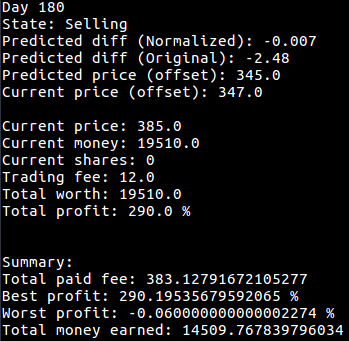 Day 180
State: Selling
Predicted diff (Normalized): -0.007
Predicted diff (Original): -2.48
Predicted price (offset): 345.0
Current price (offset): 347.0
Current price: 385.0
Current money: 19510.0
Current shares: 0
Trading fee: 12.0
Total worth: 19510.0
Total profit: 290.0 %
Summary:
Total paid fee: 383.12791672105277
Best profit: 290.19535679592065 %
Worst profit: -0.060000000000002274 %
Total money earned: 14509.767839796034